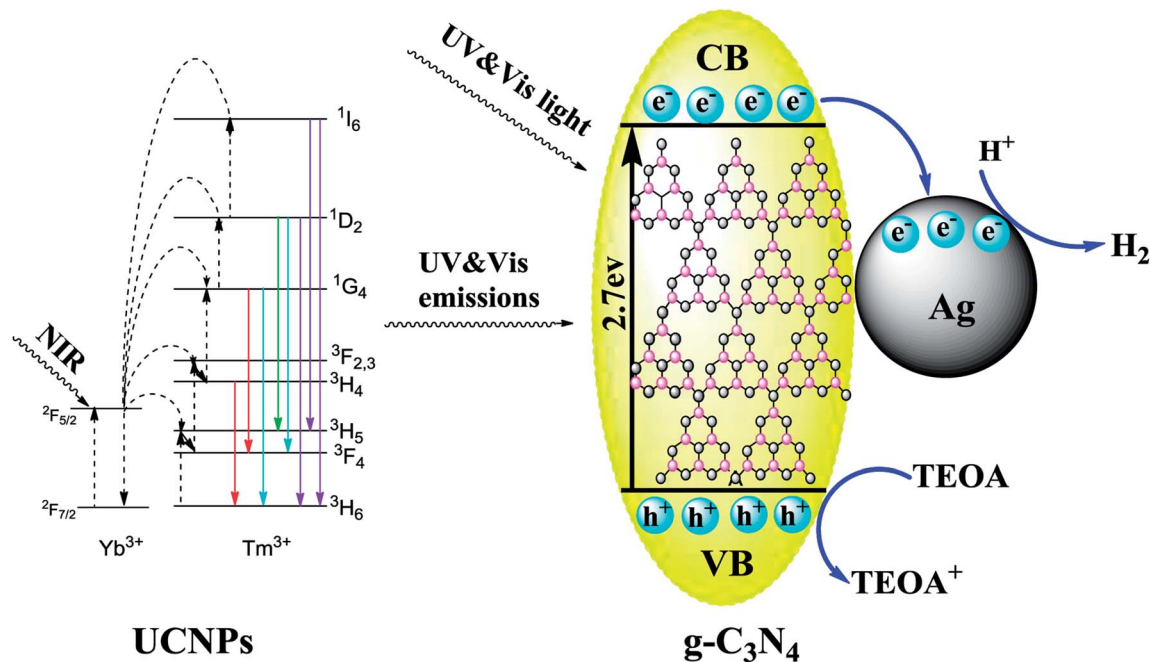 UV&Vis light
CB
e⁻ e⁻ e⁻ e⁻
¹I₆
H⁺
¹D₂
e⁻ e⁻ e⁻
H₂
UV&Vis
emissions
¹G₄
2.7ev
Ag
NIR
³F₂,₃
³H₄
²F₅/₂
³H₅
³F₄
TEOA
²F₇/₂
³H₆
h⁺ h⁺ h⁺ h⁺
Yb³⁺
Tm³⁺
VB
TEOA⁺
UCNPs
g-C₃N₄